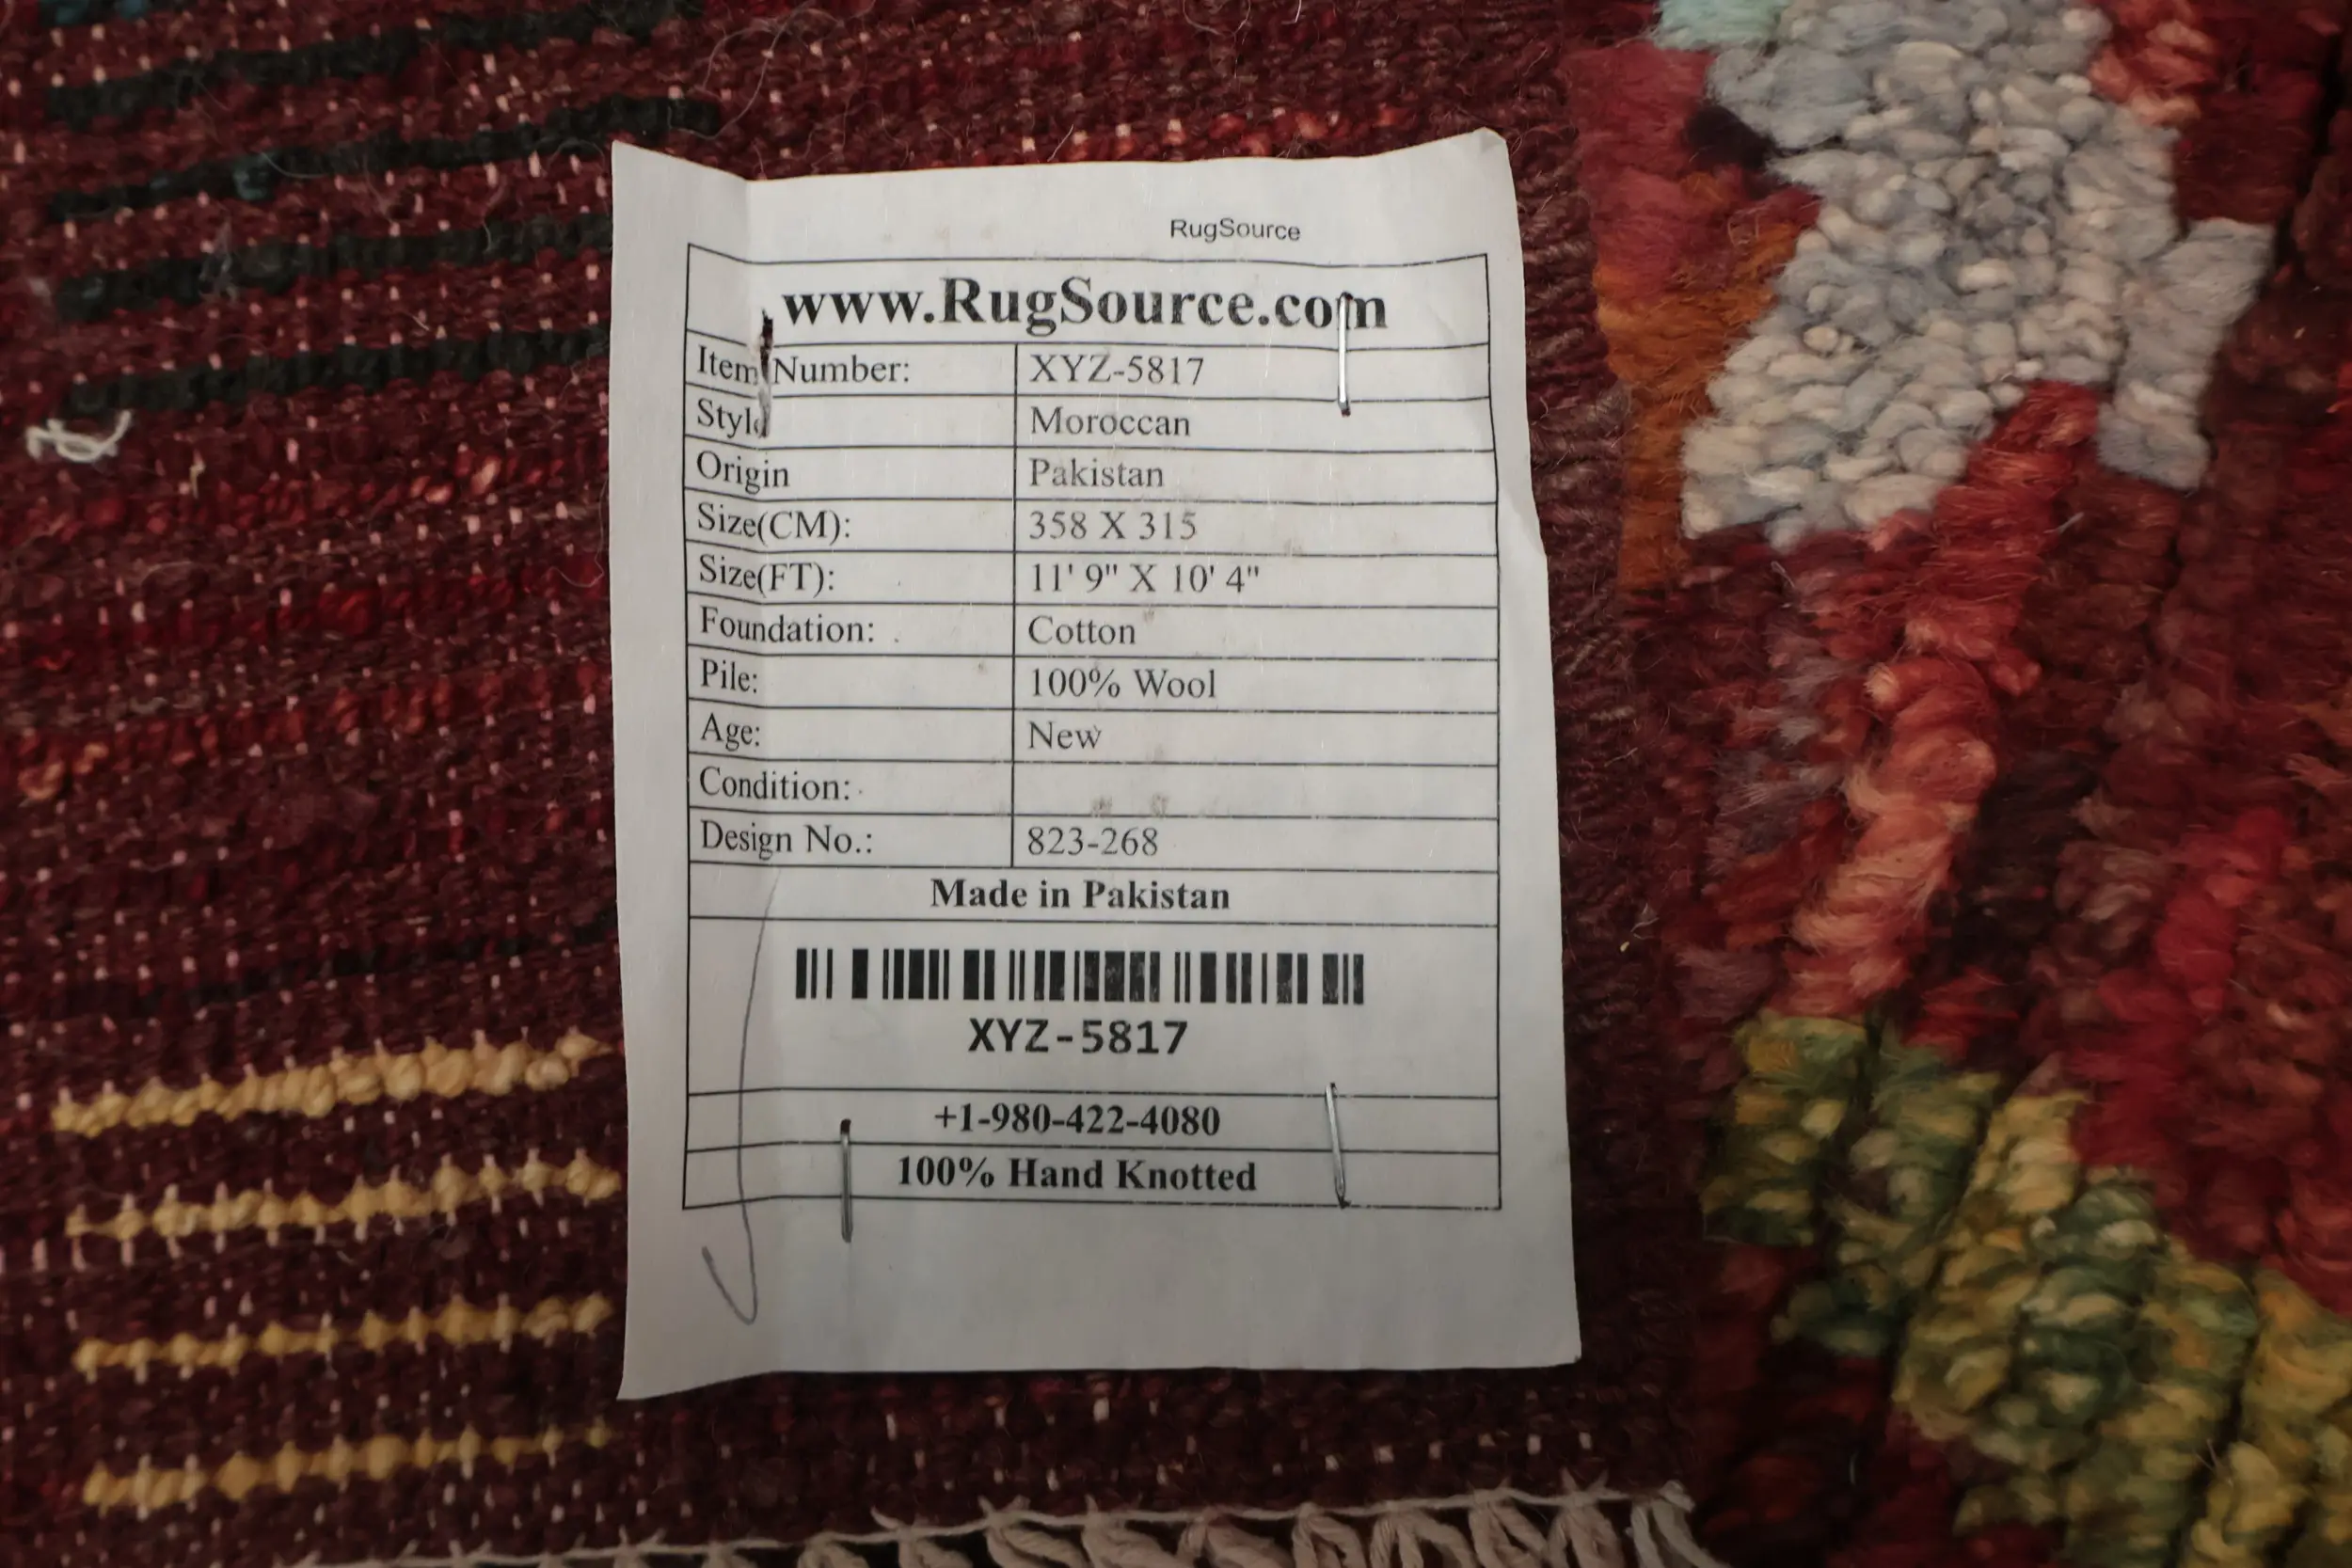 RugSource
www.RugSource.com
Item Number: XYZ-5817
Style Moroccan
Origin Pakistan
Size(CM): 358 X 315
Size(FT): 11' 9" X 10' 4"
Foundation: Cotton
Pile: 100% Wool
Age: New
Condition:
Design No.: 823-268
Made in Pakistan
XYZ-5817
+1-980-422-4080
100% Hand Knotted